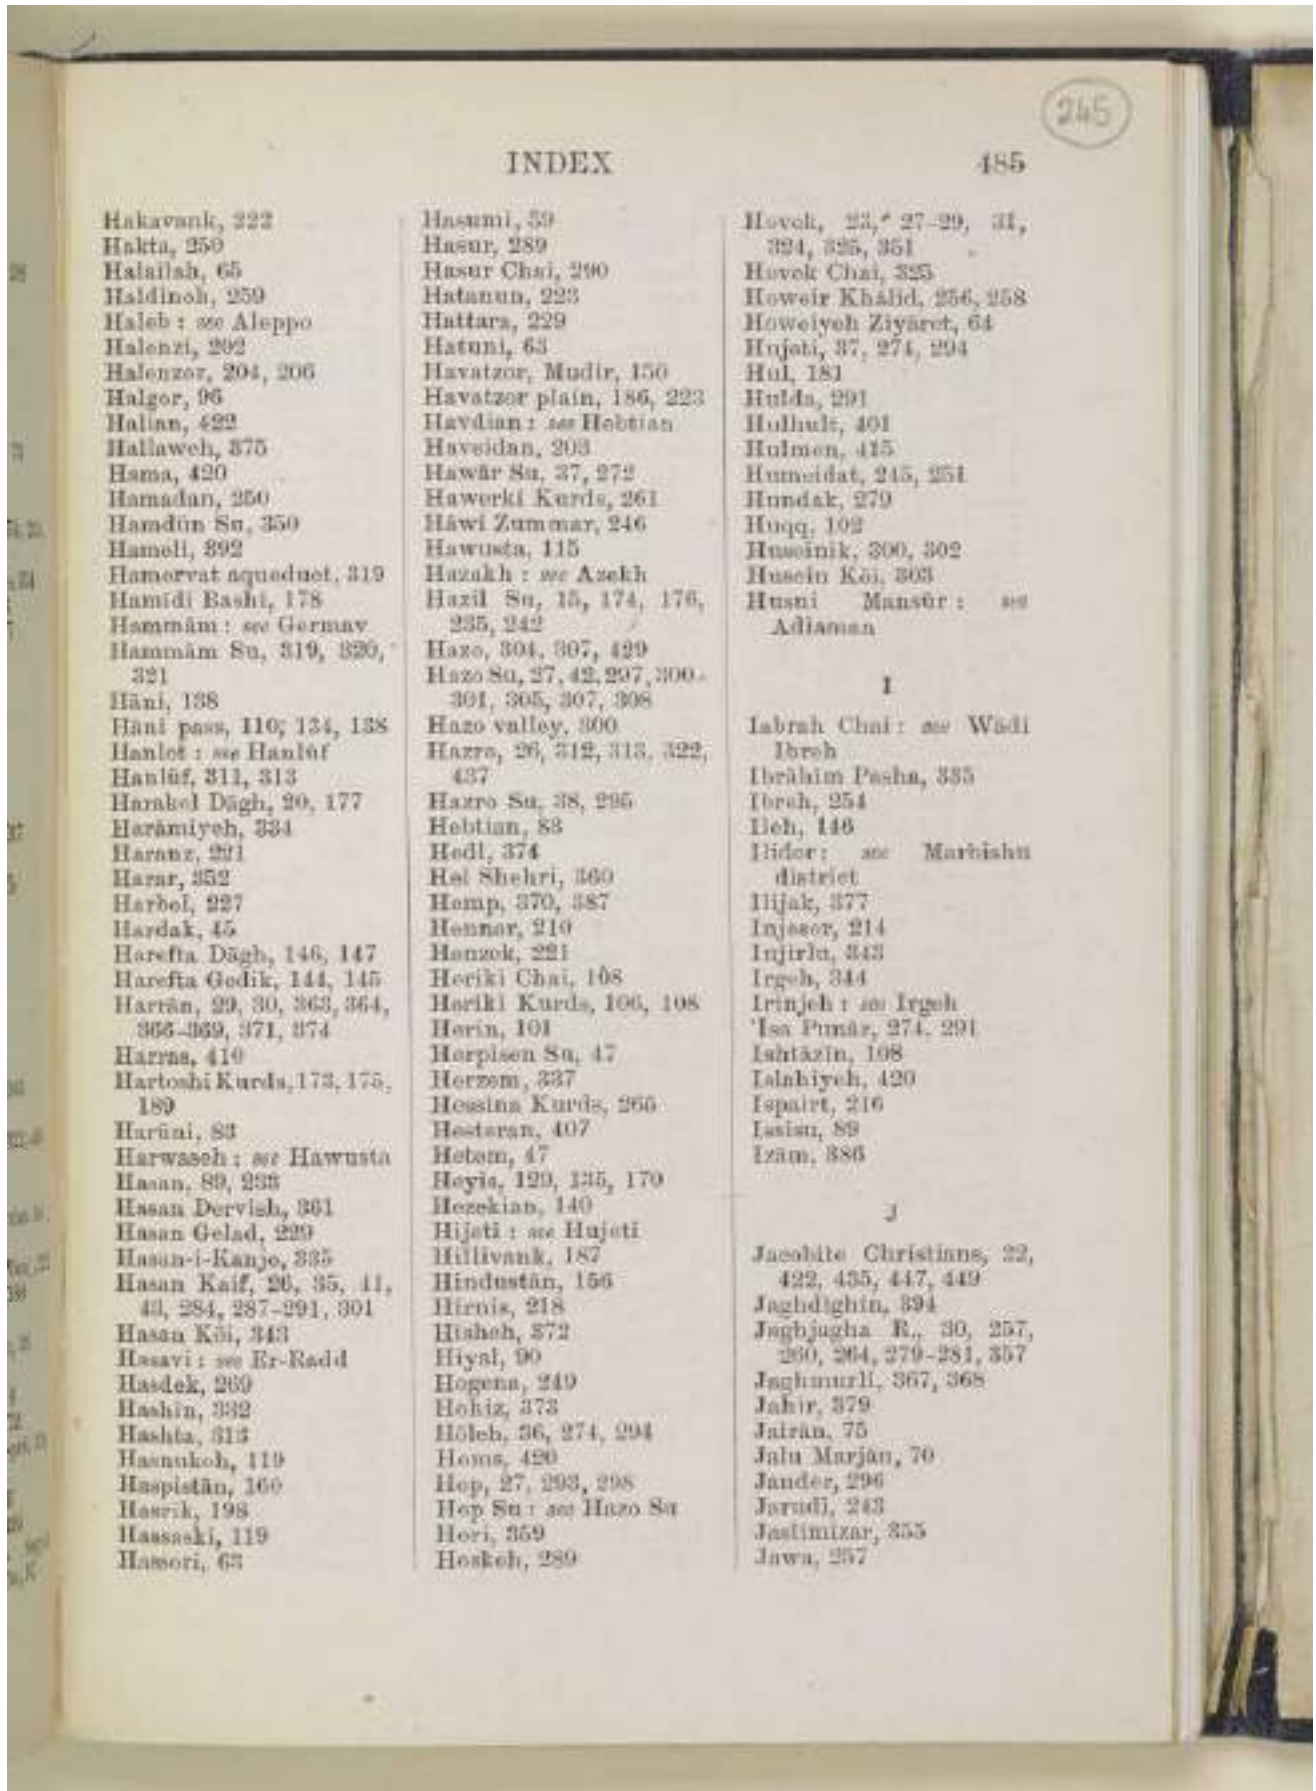 245
INDEX 485
Hakavank, 222
Hakta, 250
Halailah, 65
Haldinoh, 259
Haleb : see Aleppo
Halenzi, 202
Halenzor, 204, 206
Halgor, 96
Halian, 422
Hallaweh, 375
Hama, 420
Hamadan, 250
Hamdūn Su, 350
Hameli, 392
Hamervat aqueduct, 319
Hamīdi Bashi, 178
Hammām : see Germav
Hammām Su, 319, 320,
321
Hāni, 138
Hāni pass, 110, 134, 138
Hanlot : see Hanlūf
Hanlūf, 311, 313
Harakel Dāgh, 20, 177
Harāmiyeh, 334
Haranz, 221
Harar, 352
Harbol, 227
Hardak, 45
Harefta Dāgh, 146, 147
Harefta Gedik, 144, 145
Harrān, 29, 30, 363, 364,
366-369, 371, 374
Harras, 410
Hartoshi Kurds, 173, 175,
189
Harūni, 83
Harwaseh : see Hawusta
Hasan, 89, 233
Hasan Dervish, 361
Hasan Gelad, 229
Hasan-i-Kanjo, 335
Hasan Kaif, 26, 35, 41,
43, 284, 287-291, 301
Hasan Köi, 343
Hasavi : see Er-Radd
Hasdek, 269
Hashin, 332
Hashta, 313
Hasnukoh, 119
Haspistān, 160
Hasrik, 198
Hassaski, 119
Hassori, 63
Hasumi, 59
Hasur, 289
Hasur Chai, 290
Hatanun, 223
Hattara, 229
Hatuni, 63
Havatzor, Mudir, 150
Havatzor plain, 186, 223
Havdian : see Hebtian
Haveidan, 203
Hawār Su, 37, 272
Hawerki Kurds, 261
Hāwi Zummar, 246
Hawusta, 115
Hazakh : see Azekh
Hazil Su, 15, 174, 176,
235, 242
Hazo, 304, 307, 429
Hazo Su, 27, 42, 297, 300-
301, 305, 307, 308
Hazo valley, 300
Hazro, 26, 312, 313, 322,
437
Hazro Su, 38, 295
Hebtian, 83
Hedl, 374
Hei Shehri, 360
Hemp, 370, 387
Hennar, 210
Henzek, 221
Heriki Chai, 108
Heriki Kurds, 106, 108
Herin, 101
Herpisen Su, 47
Herzem, 337
Hessina Kurds, 265
Hesteran, 407
Hetem, 47
Heyis, 129, 135, 170
Hezekian, 140
Hijeti : see Hujeti
Hillivank, 187
Hindustān, 156
Hirnis, 218
Hisheh, 372
Hiyal, 90
Hogena, 249
Hohiz, 373
Hōleh, 36, 274, 294
Homs, 420
Hop, 27, 293, 298
Hop Su : see Hazo Su
Hori, 359
Hoskeh, 289
Hovek, 23, 27-29, 31,
324, 325, 351
Hovek Chai, 325
Howeir Khālid, 256, 258
Howeiyeh Ziyāret, 64
Hujeti, 37, 274, 294
Hul, 181
Hulda, 291
Hulhult, 401
Hulmen, 415
Humeidat, 245, 251
Hundak, 279
Huqq, 102
Huseinik, 300, 302
Husein Köi, 303
Husni Mansūr : see
Adiaman
I
Iabrah Chai : see Wādi
Ibreh
Ibrāhīm Pasha, 335
Ibreh, 254
Ileh, 146
Ilider : see Marbishu
district
Ilijak, 377
Injesor, 214
Injirlu, 343
Irgeh, 344
Irinjeh : see Irgeh
'Isa Punār, 274, 291
Ishtāzin, 108
Islahiyeh, 420
Ispairt, 216
Issisu, 89
Izām, 386
J
Jacobite Christians, 22,
422, 435, 447, 449
Jaghdīghin, 394
Jaghjagha R., 30, 257,
260, 264, 279-281, 357
Jaghmurli, 367, 368
Jahir, 379
Jairān, 75
Jalu Marjān, 70
Jander, 296
Jarudi, 243
Jaslimizar, 355
Jawa, 257